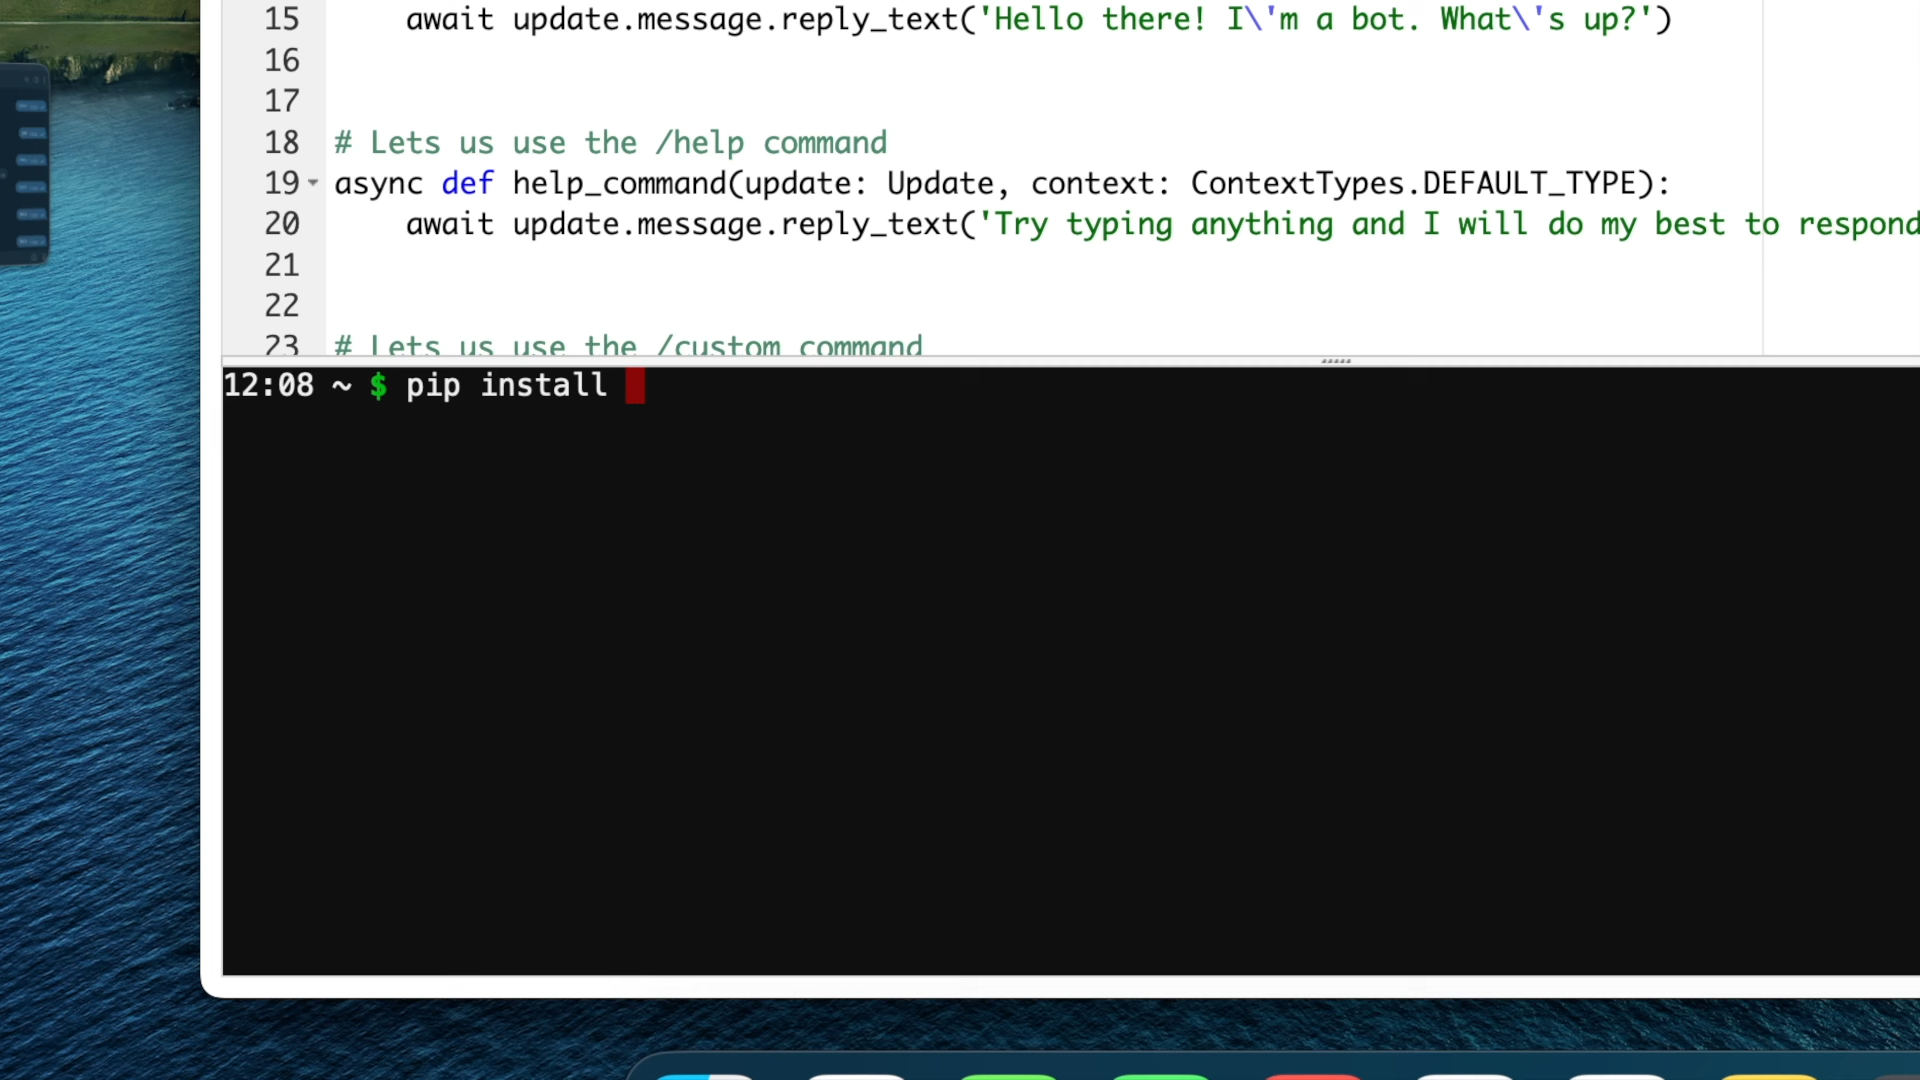 15 await update.message.reply_text('Hello there! I\'m a bot. What\'s up?')
16
17
18 # Lets us use the /help command
19 async def help_command(update: Update, context: ContextTypes.DEFAULT_TYPE):
20 await update.message.reply_text('Try typing anything and I will do my best to respond
21
22
23 # Lets us use the /custom command
12:08 ~ $ pip install